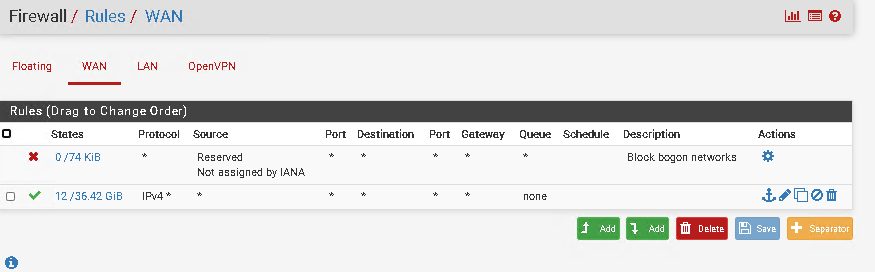 Firewall / Rules / WAN
Floating WAN LAN OpenVPN
Rules (Drag to Change Order)
States Protocol Source Port Destination Port Gateway Queue Schedule Description Actions
0 /74 KiB * Reserved * * * * * Block bogon networks
Not assigned by IANA
12 /36.42 GiB IPv4 * * * * * * none
Add Add Delete Save Separator